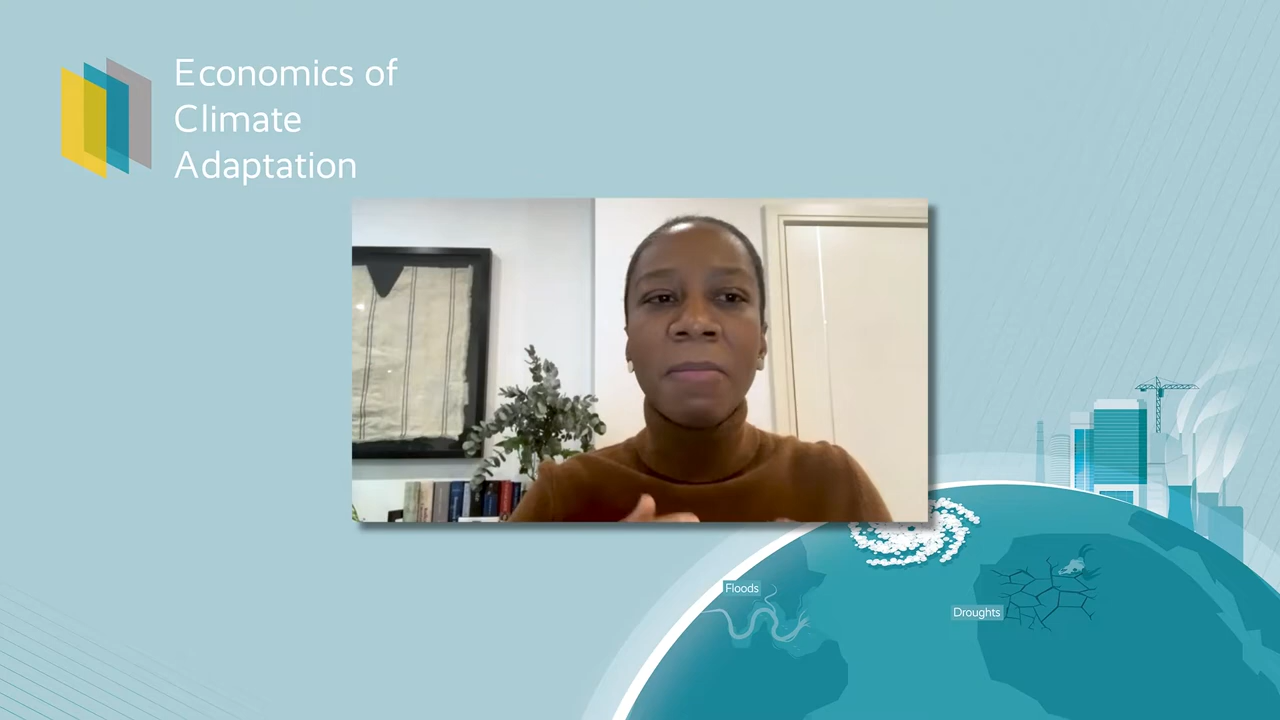 Economics of
Climate
Adaptation
Floods
Droughts